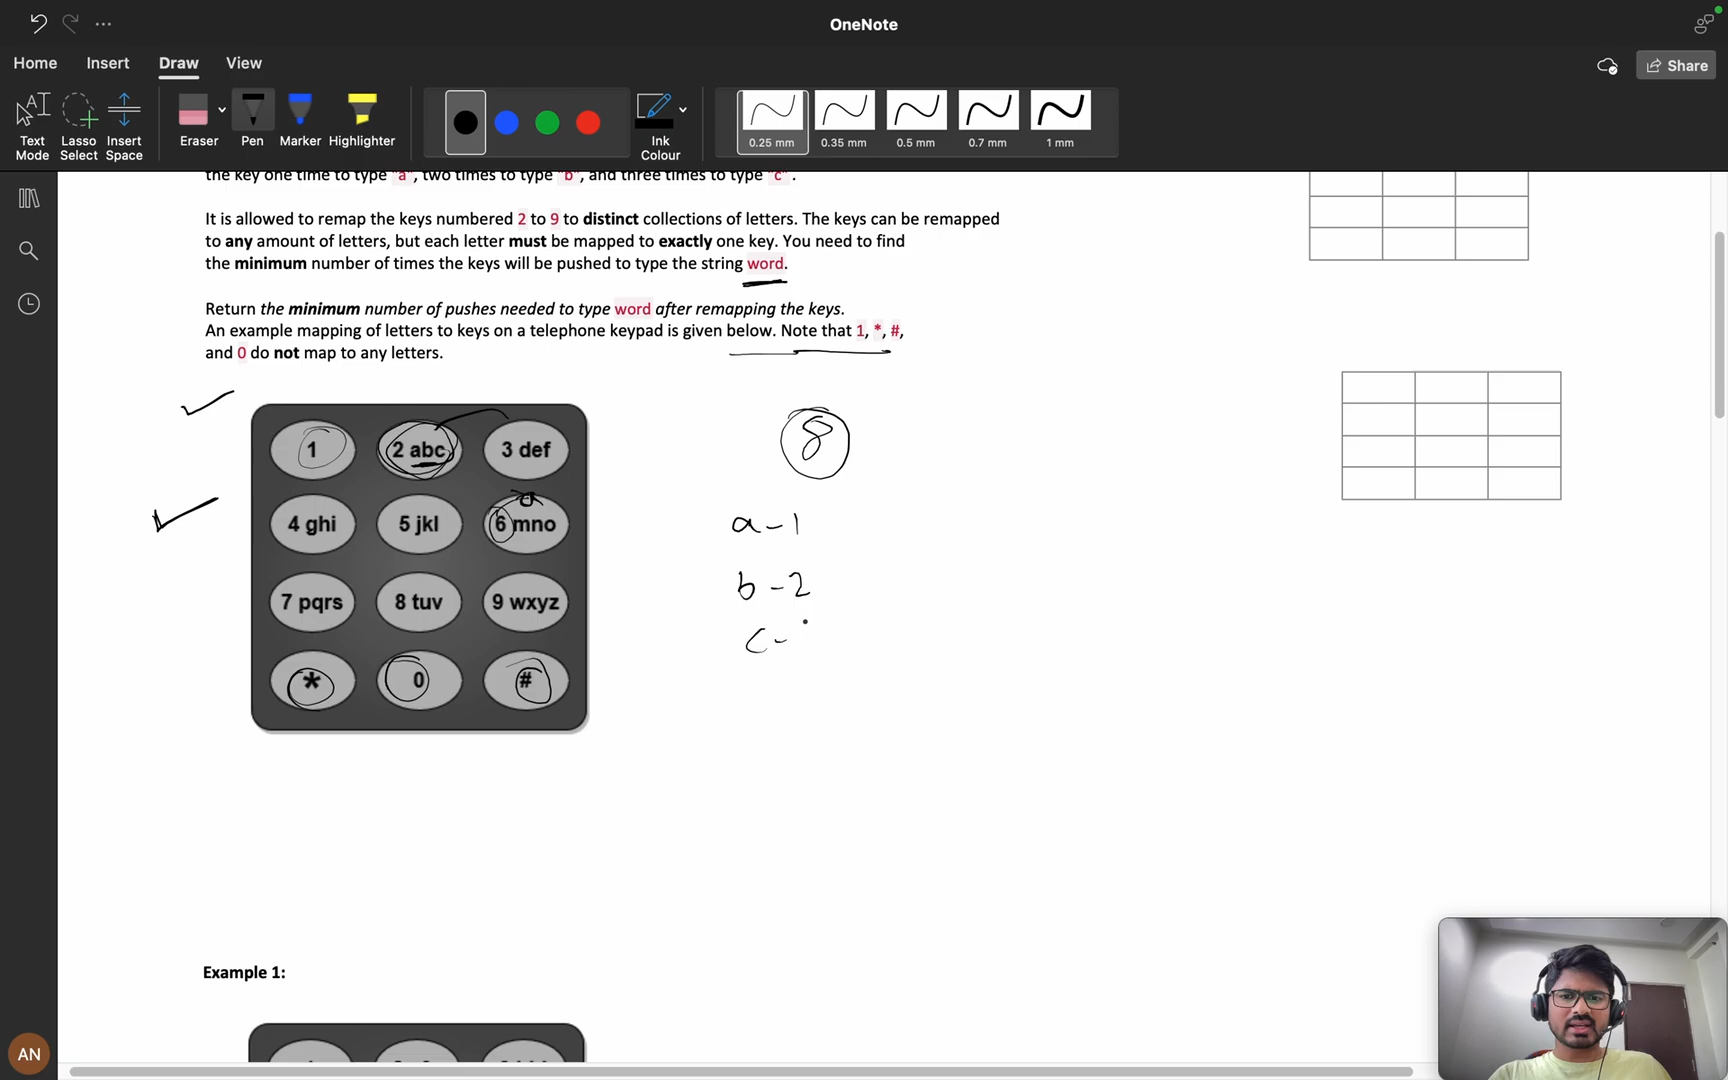 OneNote
Home Insert Draw View
Share
Text Mode
Lasso Select
Insert Space
Eraser
Pen
Marker
Highlighter
Ink Colour
0.25 mm
0.35 mm
0.5 mm
0.7 mm
1 mm
the key one time to type "a", two times to type "b", and three times to type "c".
It is allowed to remap the keys numbered 2 to 9 to distinct collections of letters. The keys can be remapped
to any amount of letters, but each letter must be mapped to exactly one key. You need to find
the minimum number of times the keys will be pushed to type the string word.
Return the minimum number of pushes needed to type word after remapping the keys.
An example mapping of letters to keys on a telephone keypad is given below. Note that 1, *, #,
and 0 do not map to any letters.
1 2 abc 3 def
4 ghi 5 jkl 6 mno
7 pqrs 8 tuv 9 wxyz
* 0 #
8
a - 1
b - 2
c -
Example 1:
AN